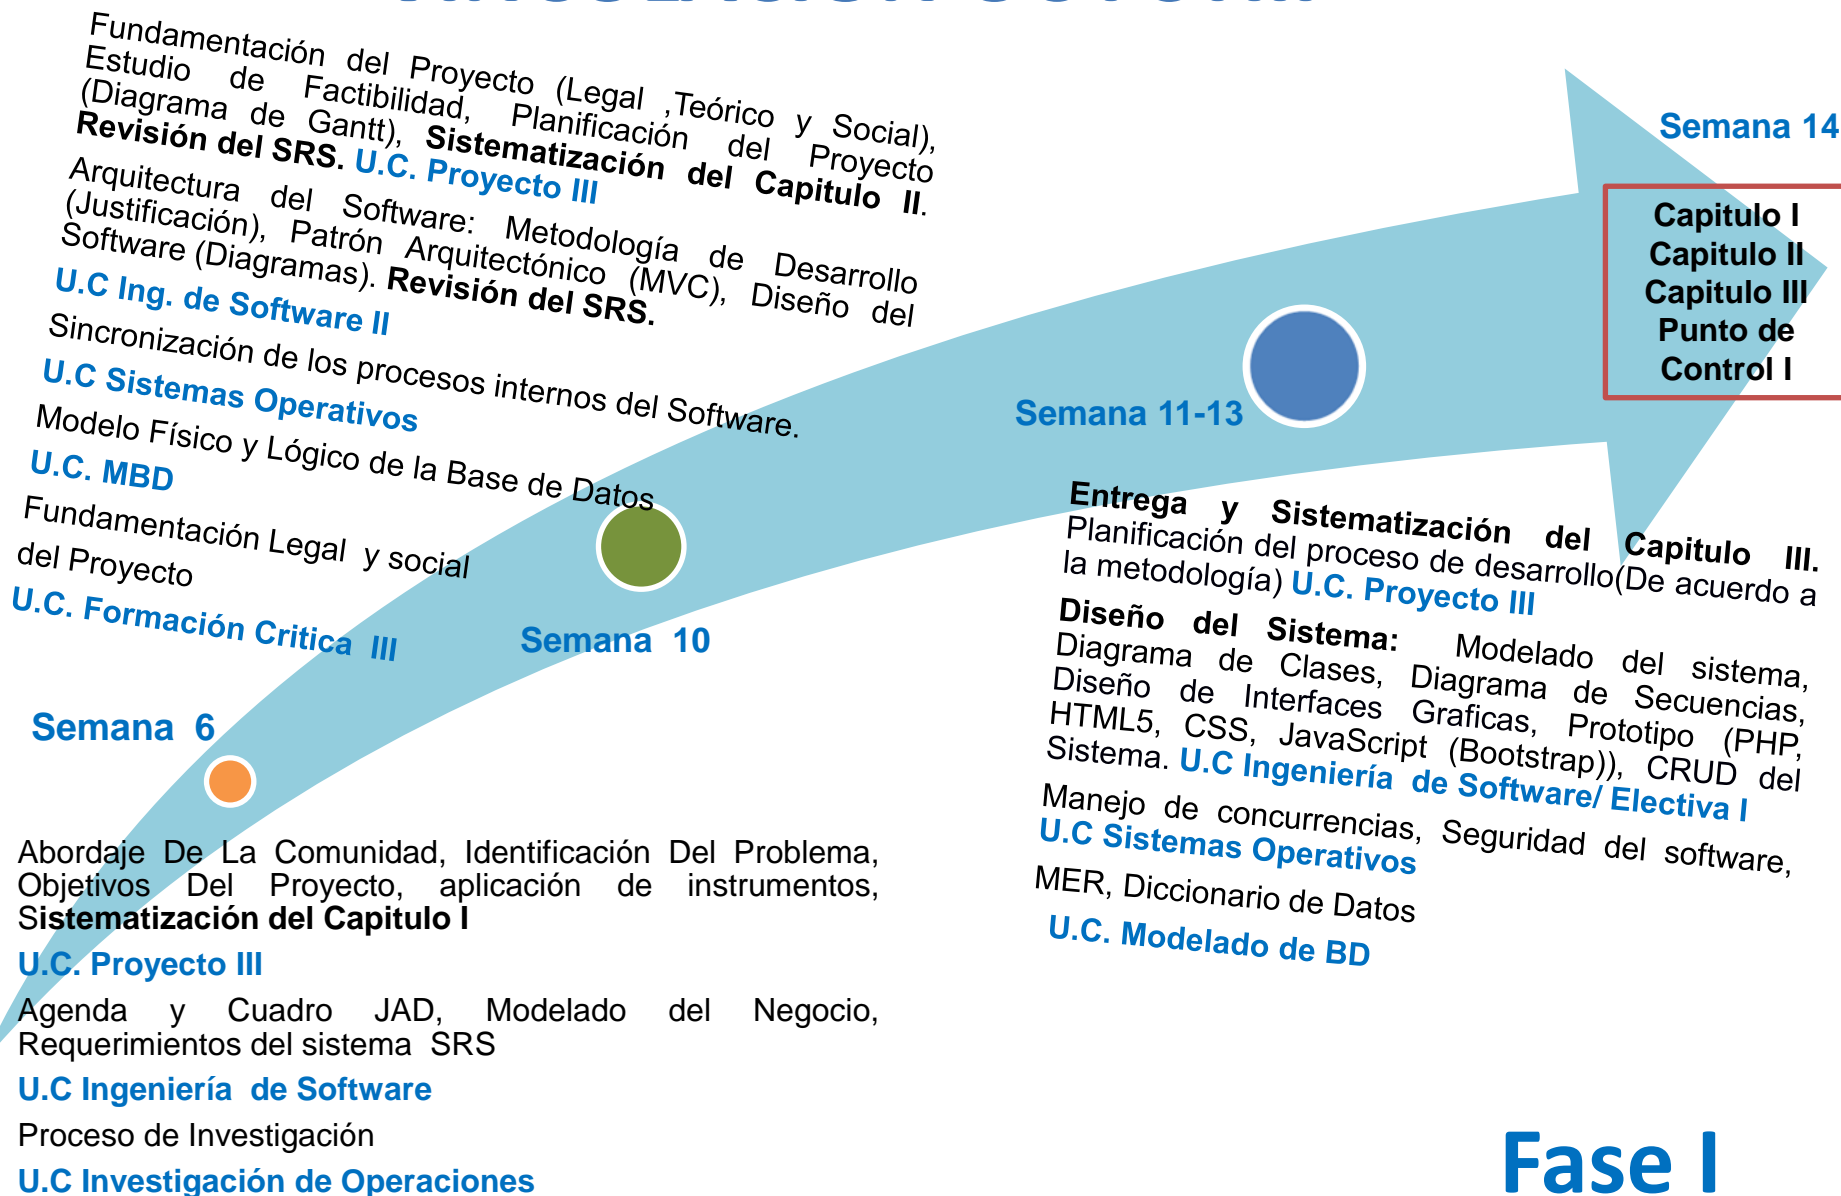 Fundamentación del Proyecto (Legal ,Teórico y Social),
Estudio de Factibilidad, Planificación del Proyecto
(Diagrama de Gantt), Sistematización del Capitulo II.
Revisión del SRS. U.C. Proyecto III
Arquitectura del Software: Metodología de Desarrollo
(Justificación), Patrón Arquitectónico (MVC), Diseño del
Software (Diagramas). Revisión del SRS.
U.C Ing. de Software II
Sincronización de los procesos internos del Software.
U.C Sistemas Operativos
Modelo Físico y Lógico de la Base de Datos
U.C. MBD
Fundamentación Legal y social
del Proyecto
U.C. Formación Critica III
Semana 10
Semana 6
Abordaje De La Comunidad, Identificación Del Problema,
Objetivos Del Proyecto, aplicación de instrumentos,
Sistematización del Capitulo I
U.C. Proyecto III
Agenda y Cuadro JAD, Modelado del Negocio,
Requerimientos del sistema SRS
U.C Ingeniería de Software
Proceso de Investigación
U.C Investigación de Operaciones
Semana 14
Capitulo I
Capitulo II
Capitulo III
Punto de
Control I
Semana 11-13
Entrega y Sistematización del Capitulo III.
Planificación del proceso de desarrollo(De acuerdo a
la metodología) U.C. Proyecto III
Diseño del Sistema: Modelado del sistema,
Diagrama de Clases, Diagrama de Secuencias,
Diseño de Interfaces Graficas, Prototipo (PHP,
HTML5, CSS, JavaScript (Bootstrap)), CRUD del
Sistema. U.C Ingeniería de Software/ Electiva I
Manejo de concurrencias, Seguridad del software,
U.C Sistemas Operativos
MER, Diccionario de Datos
U.C. Modelado de BD
Fase I